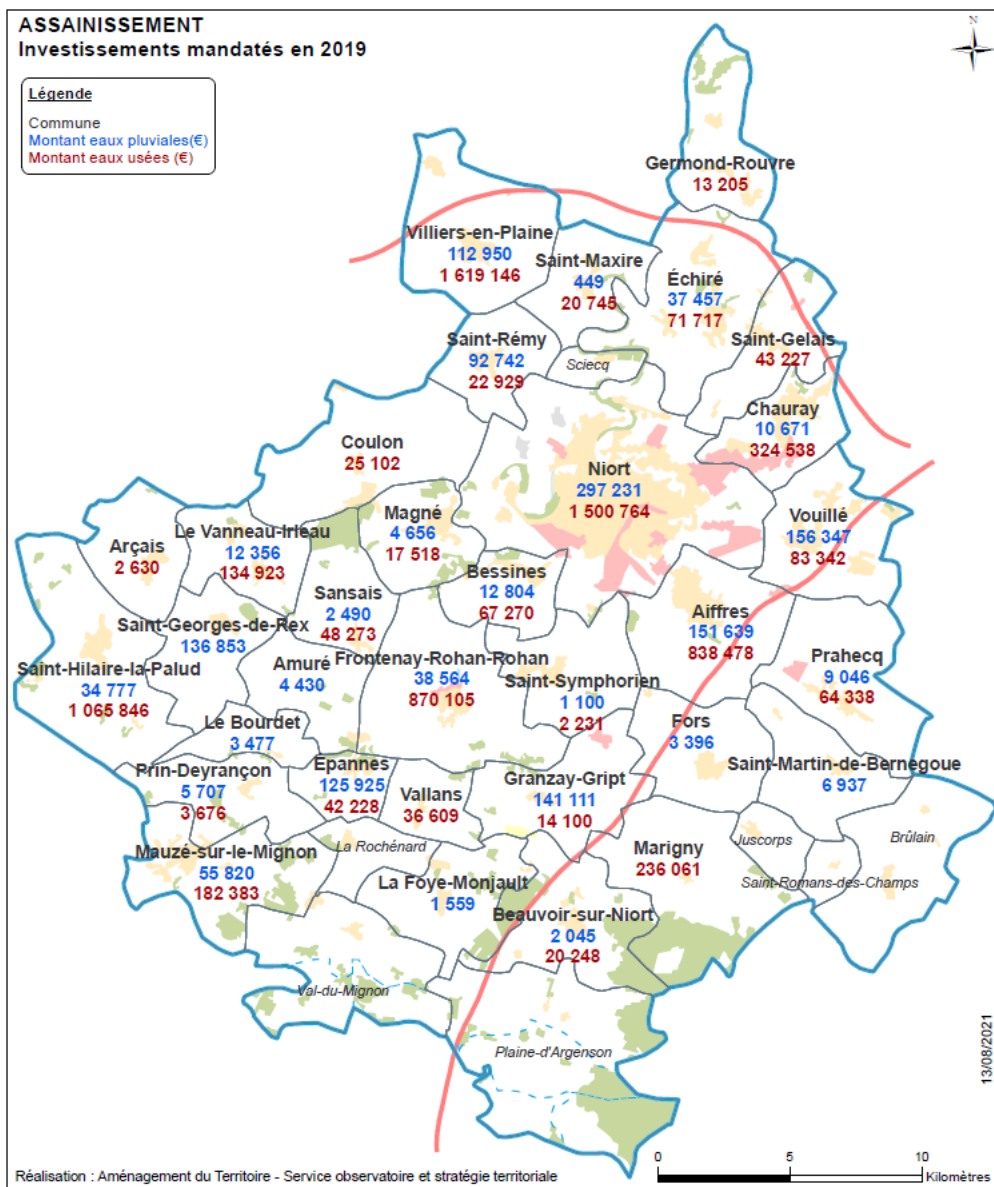 ASSAINISSEMENT
Investissements mandatés en 2019
N
Légende
Commune
Montant eaux pluviales(€)
Montant eaux usées (€)
Germond-Rouvre
13 205
Villiers-en-Plaine
112 950
1 619 146
Saint-Maxire
449
20 745
Échiré
37 457
71 717
Saint-Rémy
92 742
22 929
Sciecq
Saint-Gelais
43 227
Chauray
10 671
324 538
Coulon
25 102
Niort
297 231
1 500 764
Magné
4 656
17 518
Vouillé
156 347
83 342
Arçais
2 630
Le Vanneau-Irleau
12 356
134 923
Bessines
12 804
67 270
Sansais
2 490
48 273
Aiffres
151 639
838 478
Saint-Georges-de-Rex
136 853
Saint-Hilaire-la-Palud
34 777
1 065 846
Amuré
4 430
Frontenay-Rohan-Rohan
38 564
870 105
Saint-Symphorien
1 100
2 231
Prahecq
9 046
64 338
Le Bourdet
3 477
Fors
3 396
Prin-Deyrançon
5 707
3 676
Épannes
125 925
42 228
Vallans
36 609
Granzay-Gript
141 111
14 100
Saint-Martin-de-Bernegoue
6 937
Mauzé-sur-le-Mignon
55 820
182 383
La Rochénard
Marigny
236 061
Juscorps
Brûlain
La Foye-Monjault
1 559
Saint-Romans-des-Champs
Beauvoir-sur-Niort
2 045
20 248
Val-du-Mignon
Plaine-d'Argenson
13/08/2021
Réalisation : Aménagement du Territoire - Service observatoire et stratégie territoriale
0 5 10
Kilomètres